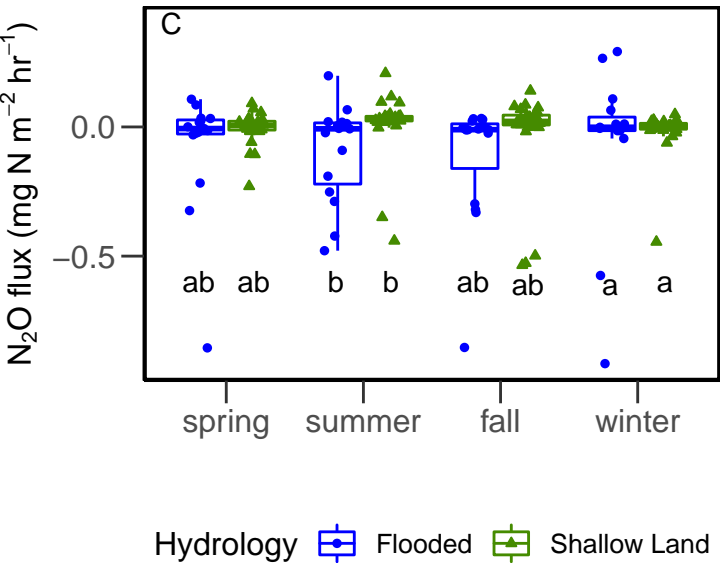 C
N₂O flux (mg N m⁻² hr⁻¹)
0.0
−0.5
ab ab b b ab ab a a
spring summer fall winter
Hydrology Flooded Shallow Land